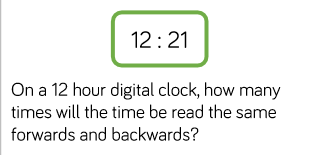 12 : 21
On a 12 hour digital clock, how many
times will the time be read the same
forwards and backwards?